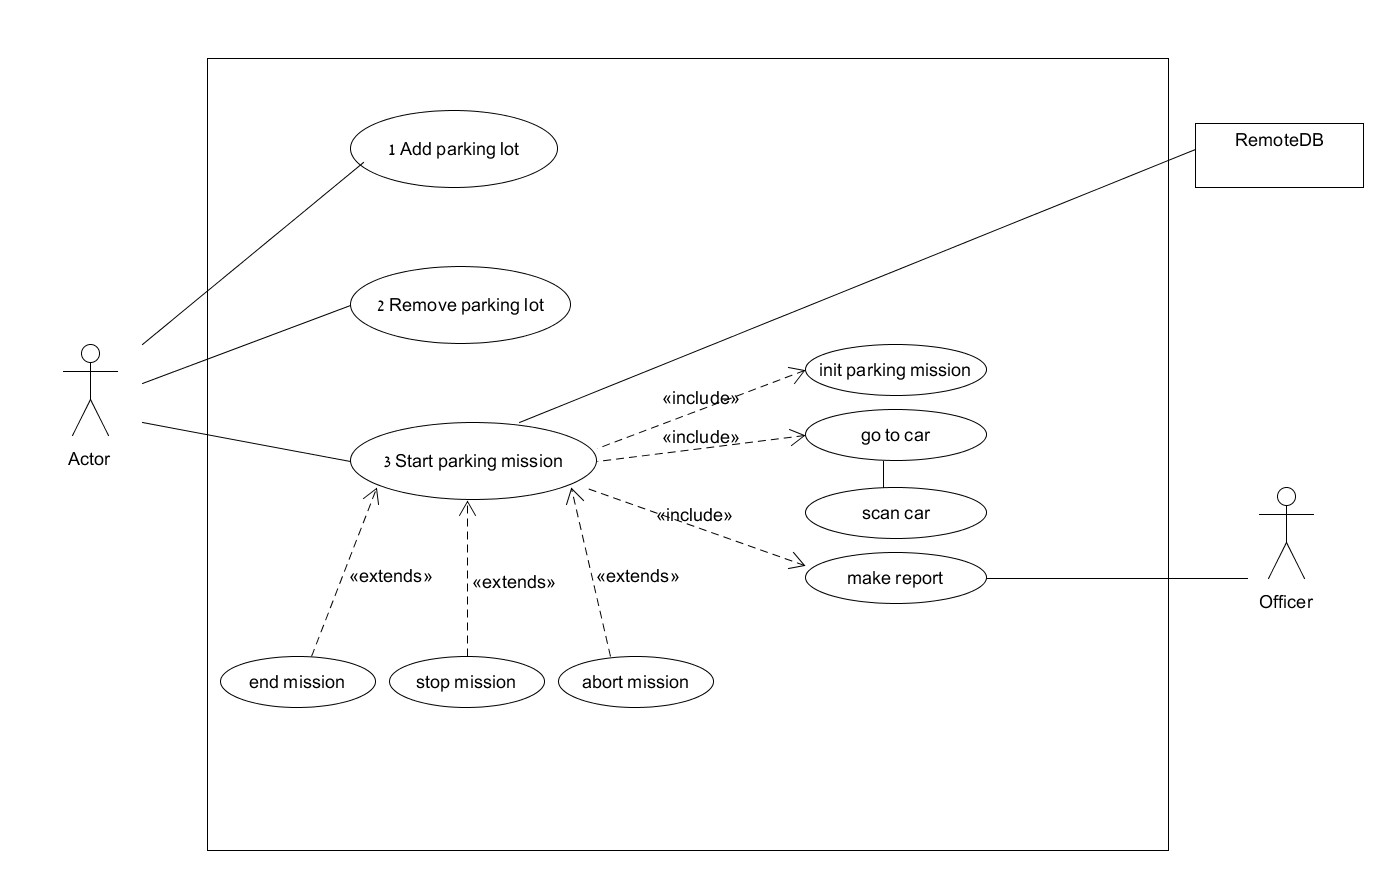 1 Add parking lot
RemoteDB
2 Remove parking lot
init parking mission
«include»
go to car
«include»
Actor
3 Start parking mission
scan car
«include»
make report
«extends»
«extends»
«extends»
Officer
end mission
stop mission
abort mission